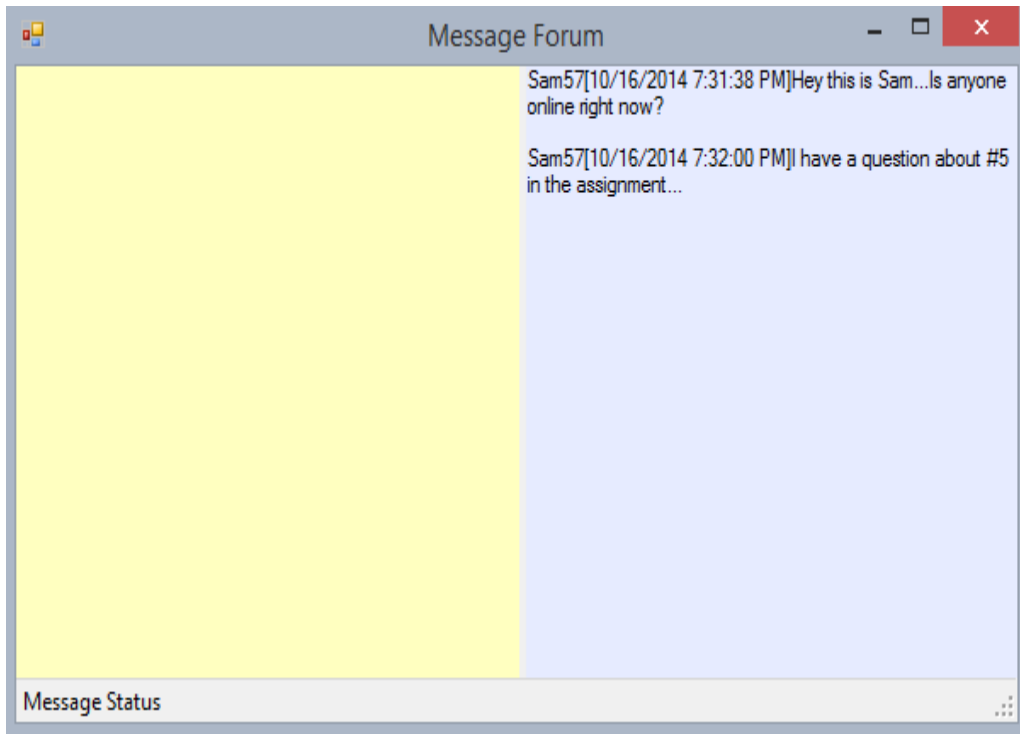 Message Forum
Sam57[10/16/2014 7:31:38 PM]Hey this is Sam...Is anyone
online right now?
Sam57[10/16/2014 7:32:00 PM]I have a question about #5
in the assignment...
Message Status